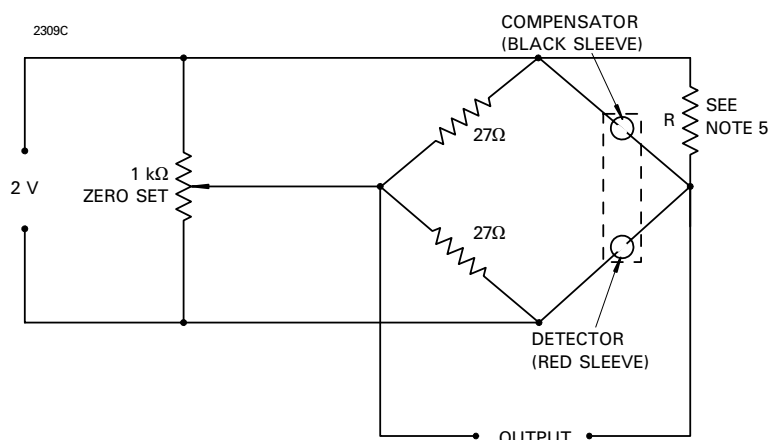 2309C
COMPENSATOR
(BLACK SLEEVE)
R
SEE
NOTE 5
27Ω
1 kΩ
ZERO SET
2 V
27Ω
DETECTOR
(RED SLEEVE)
OUTPUT